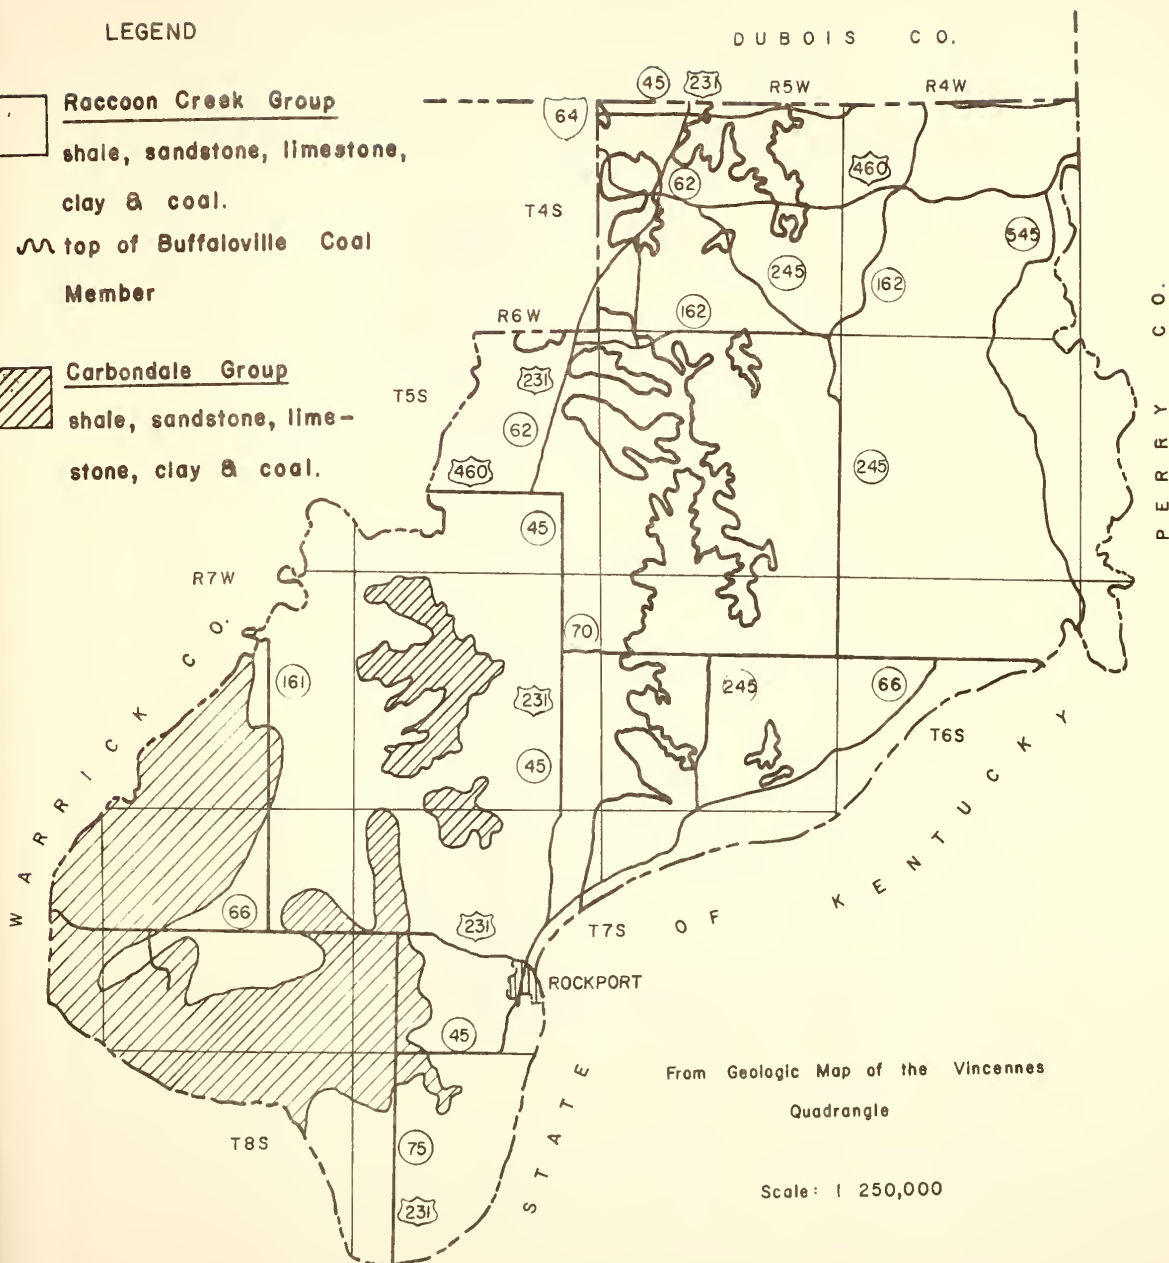 LEGEND
Raccoon Creek Group
shale, sandstone, limestone,
clay & coal.
top of Buffaloville Coal
Member
Carbondale Group
shale, sandstone, lime-
stone, clay & coal.
DUBOIS CO.
45
231
R5W
R4W
64
460
62
T4S
545
245
162
162
R6W
231
T5S
62
245
460
45
PERRY CO.
R7W
70
161
231
245
66
45
T6S
WARRICK CO.
66
231
T7S
STATE OF KENTUCKY
ROCKPORT
45
From Geologic Map of the Vincennes
Quadrangle
T8S
75
Scale: 1 250,000
231